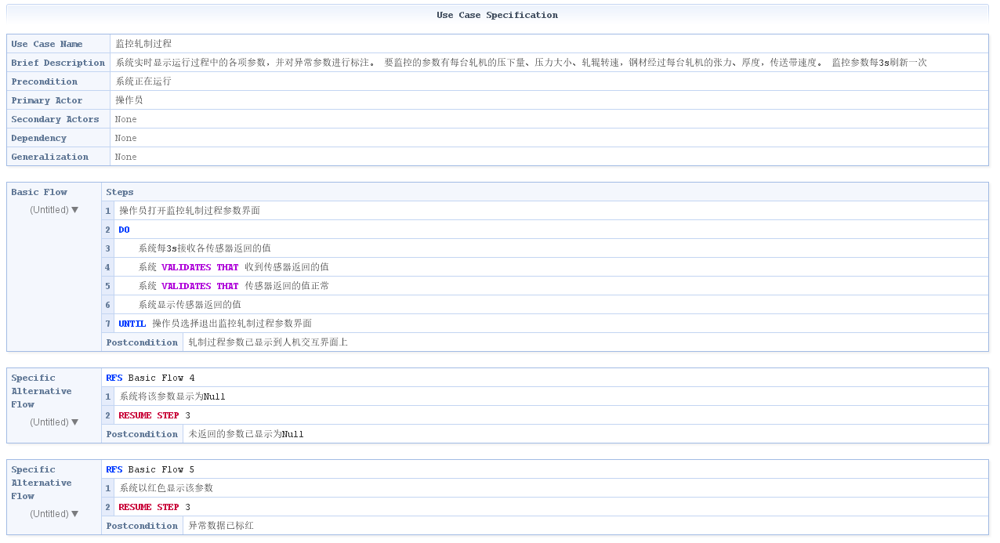 Use Case Specification
Use Case Name 监控轧制过程
Brief Description 系统实时显示运行过程中的各项参数，并对异常参数进行标注。 要监控的参数有每台轧机的压下量、压力大小、轧辊转速，钢材经过每台轧机的张力、厚度，传送带速度。 监控参数每3s刷新一次
Precondition 系统正在运行
Primary Actor 操作员
Secondary Actors None
Dependency None
Generalization None
Basic Flow Steps
(Untitled) ▼ 1 操作员打开监控轧制过程参数界面
2 DO
3 系统每3s接收各传感器返回的值
4 系统 VALIDATES THAT 收到传感器返回的值
5 系统 VALIDATES THAT 传感器返回的值正常
6 系统显示传感器返回的值
7 UNTIL 操作员选择退出监控轧制过程参数界面
Postcondition 轧制过程参数已显示到人机交互界面上
Specific RFS Basic Flow 4
Alternative 1 系统将该参数显示为Null
Flow
(Untitled) ▼ 2 RESUME STEP 3
Postcondition 未返回的参数已显示为Null
Specific RFS Basic Flow 5
Alternative 1 系统以红色显示该参数
Flow
(Untitled) ▼ 2 RESUME STEP 3
Postcondition 异常数据已标红